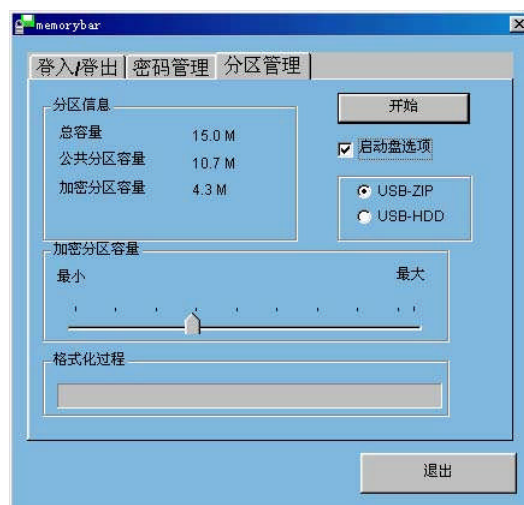 memorybar
登入/登出 密码管理 分区管理
分区信息
总容量 15.0 M
公共分区容量 10.7 M
加密分区容量 4.3 M
开始
启动盘选项
USB-ZIP
USB-HDD
加密分区容量
最小 最大
格式化过程
退出